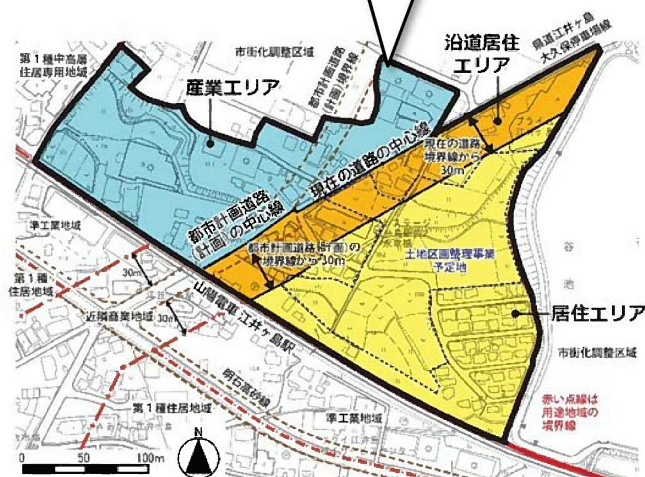 市街化調整区域
第1種中高層
住居専用地域
産業エリア
都市計画道路
(計画)境界線
沿道居住
エリア
県道江井ヶ島
大久保停車場線
現在の道路の中心線
現在の道路
境界線から
30m
都市計画道路
(計画)の中心線
都市計画道路(計画)の
境界線から30m
土地区画整理事業
予定地
谷池
居住エリア
市街化調整区域
準工業地域
30m
第1種
住居地域
近隣商業地域
30m
山陽電車 江井ヶ島駅
明石高砂線
第1種住居地域
準工業地域
赤い点線は
用途地域の
境界線
N
0 50 100m